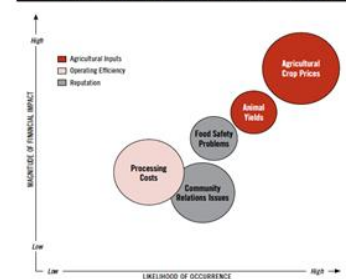 High
Agricultural Inputs
Operating Efficiency
Reputation
Agricultural
Crop Prices
Animal
Yields
Food Safety
Problems
Processing
Costs
Community
Relations Issues
MAGNITUDE OF FINANCIAL IMPACT
Low
Low
LIKELIHOOD OF OCCURRENCE
High